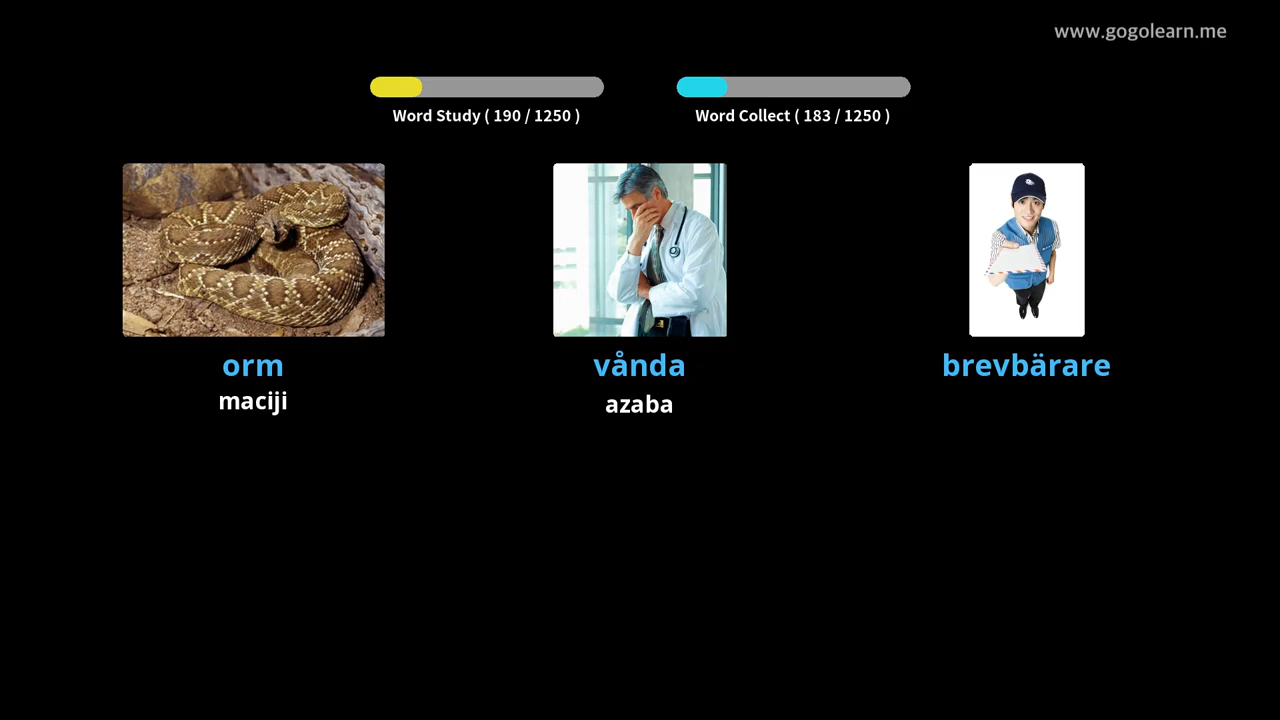 www.gogolearn.me
Word Study ( 190 / 1250 )
Word Collect ( 183 / 1250 )
orm
maciji
vånda
azaba
brevbärare